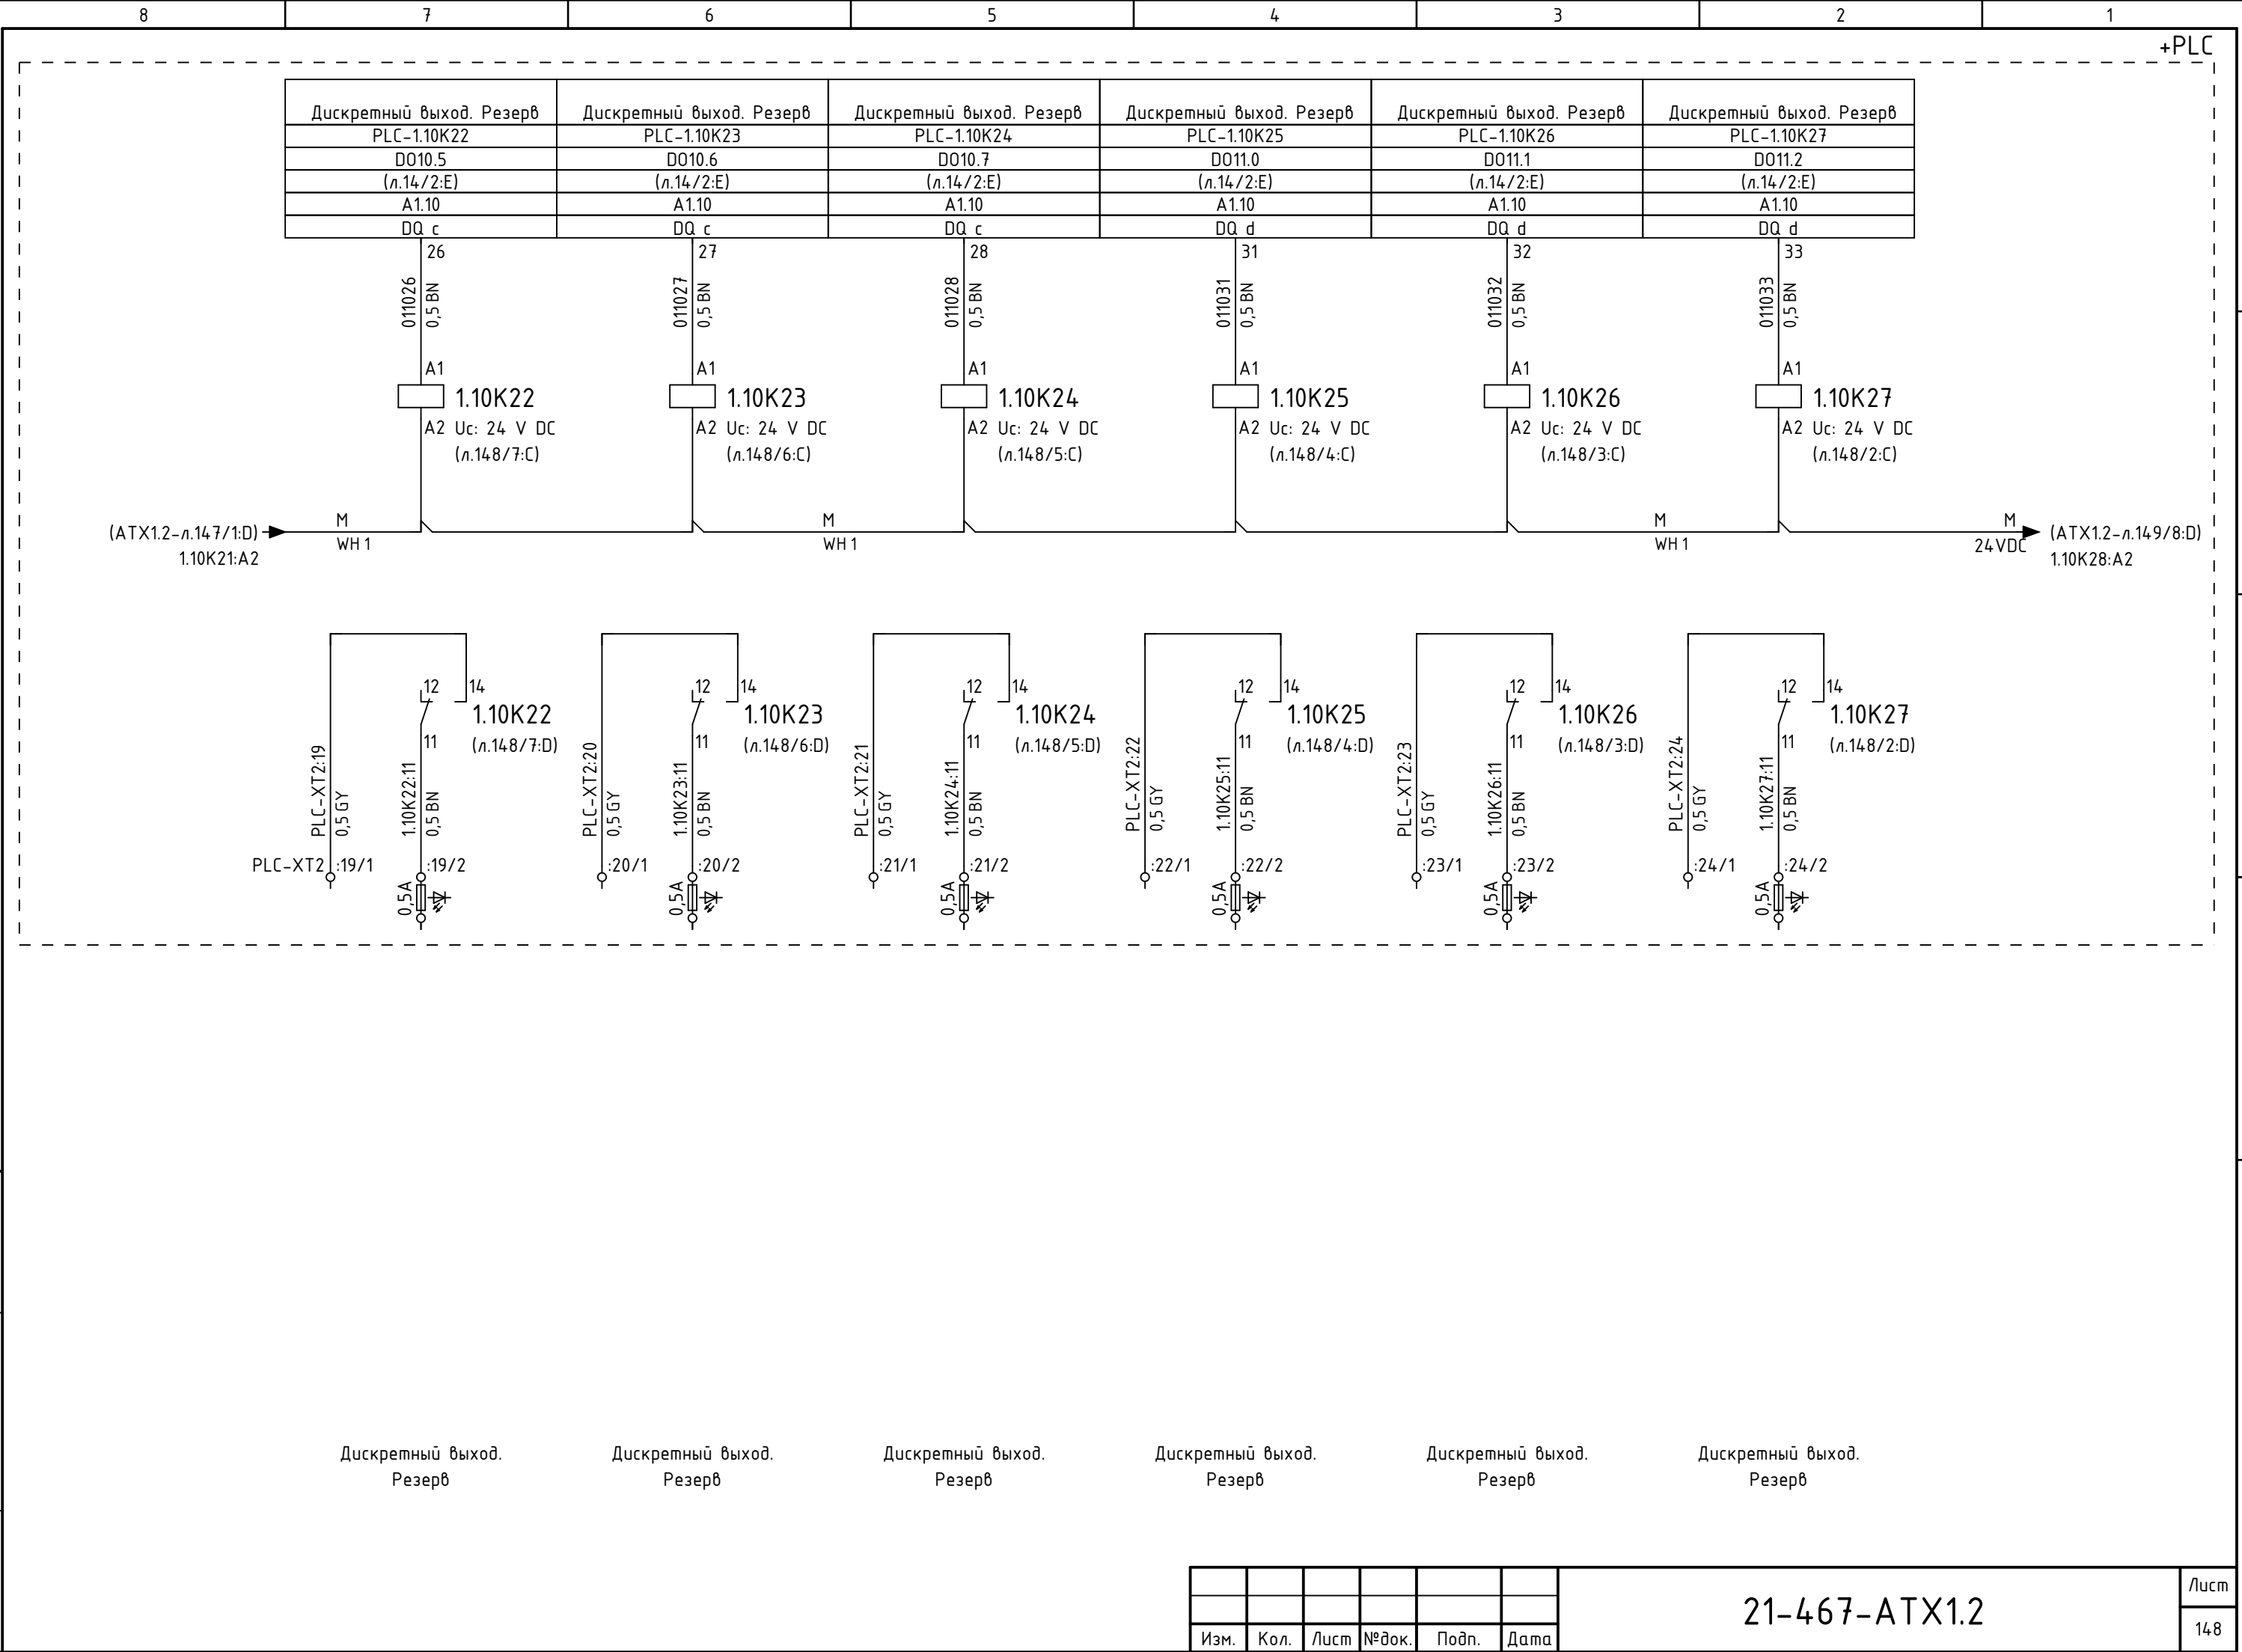 8 7 6 5 4 3 2 1
+PLC
Дискретный выход. Резерв Дискретный выход. Резерв Дискретный выход. Резерв Дискретный выход. Резерв Дискретный выход. Резерв Дискретный выход. Резерв
PLC-1.10K22 PLC-1.10K23 PLC-1.10K24 PLC-1.10K25 PLC-1.10K26 PLC-1.10K27
DO10.5 DO10.6 DO10.7 DO11.0 DO11.1 DO11.2
(л.14/2:E) (л.14/2:E) (л.14/2:E) (л.14/2:E) (л.14/2:E) (л.14/2:E)
A1.10 A1.10 A1.10 A1.10 A1.10 A1.10
DQ c DQ c DQ c DQ d DQ d DQ d
26 27 28 31 32 33
011026 0,5 BN 011027 0,5 BN 011028 0,5 BN 011031 0,5 BN 011032 0,5 BN 011033 0,5 BN
A1 A1 A1 A1 A1 A1
1.10K22 1.10K23 1.10K24 1.10K25 1.10K26 1.10K27
A2 Uc: 24 V DC A2 Uc: 24 V DC A2 Uc: 24 V DC A2 Uc: 24 V DC A2 Uc: 24 V DC A2 Uc: 24 V DC
(л.148/7:C) (л.148/6:C) (л.148/5:C) (л.148/4:C) (л.148/3:C) (л.148/2:C)
M M M M
(ATX1.2-л.147/1:D) (ATX1.2-л.149/8:D)
WH 1 WH 1 WH 1 24VDC
1.10K21:A2 1.10K28:A2
12 14 12 14 12 14 12 14 12 14 12 14
1.10K22 1.10K23 1.10K24 1.10K25 1.10K26 1.10K27
11 (л.148/7:D) 11 (л.148/6:D) 11 (л.148/5:D) 11 (л.148/4:D) 11 (л.148/3:D) 11 (л.148/2:D)
PLC-XT2:19 0,5 GY 1.10K22:11 0,5 BN PLC-XT2:20 0,5 GY 1.10K23:11 0,5 BN PLC-XT2:21 0,5 GY 1.10K24:11 0,5 BN PLC-XT2:22 0,5 GY 1.10K25:11 0,5 BN PLC-XT2:23 0,5 GY 1.10K26:11 0,5 BN PLC-XT2:24 0,5 GY 1.10K27:11 0,5 BN
PLC-XT2 :19/1 :19/2 :20/1 :20/2 :21/1 :21/2 :22/1 :22/2 :23/1 :23/2 :24/1 :24/2
0,5A 0,5A 0,5A 0,5A 0,5A 0,5A
Дискретный выход. Дискретный выход. Дискретный выход. Дискретный выход. Дискретный выход. Дискретный выход.
Резерв Резерв Резерв Резерв Резерв Резерв
Лист
21-467-ATX1.2
148
Изм. Кол. Лист №док. Подп. Дата